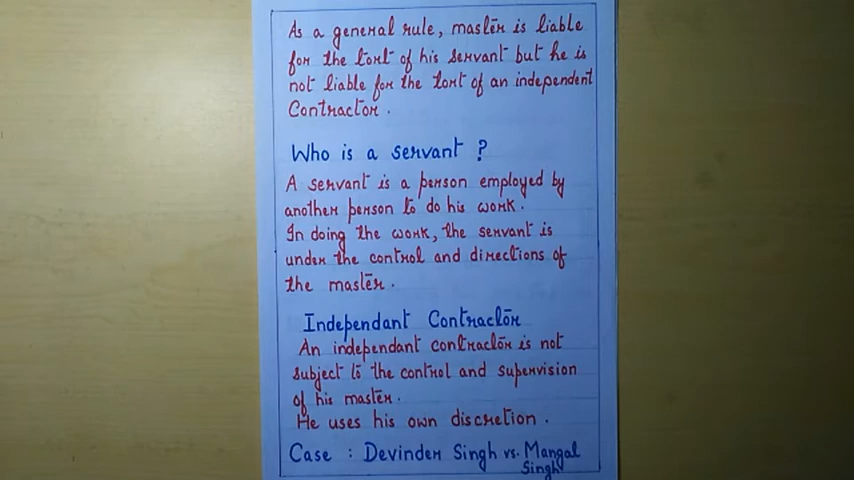 As a general rule, master is liable
for the tort of his servant but he is
not liable for the tort of an independent
Contractor.
Who is a servant ?
A servant is a person employed by
another person to do his work.
In doing the work, the servant is
under the control and directions of
the master.
Independant Contractor
An independant contractor is not
subject to the control and supervision
of his master.
He uses his own discretion.
Case : Devinder Singh vs. Mangal
Singh